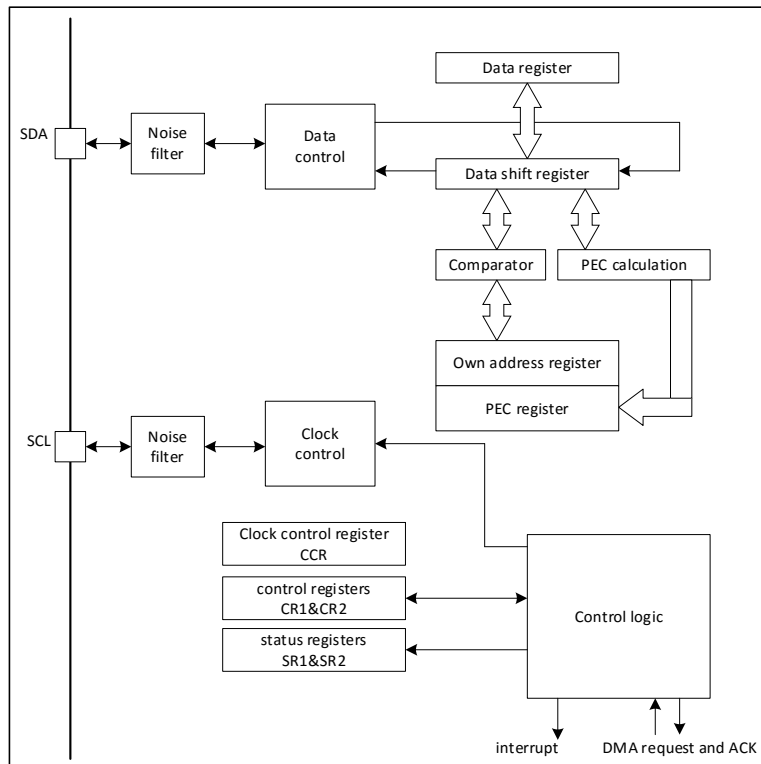 Data register
SDA
Noise
filter
Data
control
Data shift register
Comparator
PEC calculation
Own address register
PEC register
SCL
Noise
filter
Clock
control
Clock control register
CCR
control registers
CR1&CR2
status registers
SR1&SR2
Control logic
interrupt
DMA request and ACK